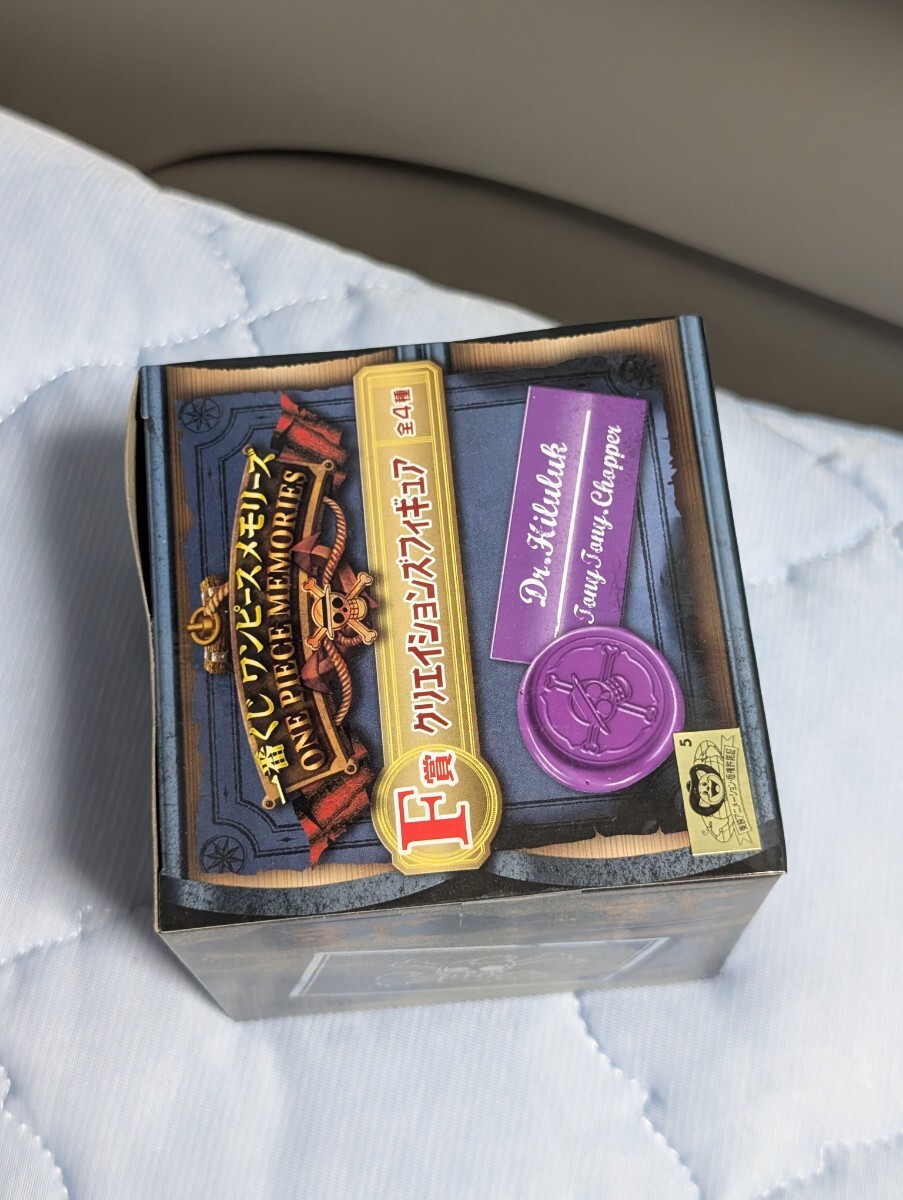 一番くじ ワンピースメモリーズ
ONE PIECE MEMORIES
F賞 クリエイションズフィギュア 全4種
Dr.Hiluluk
Tony Tony.Chopper
5